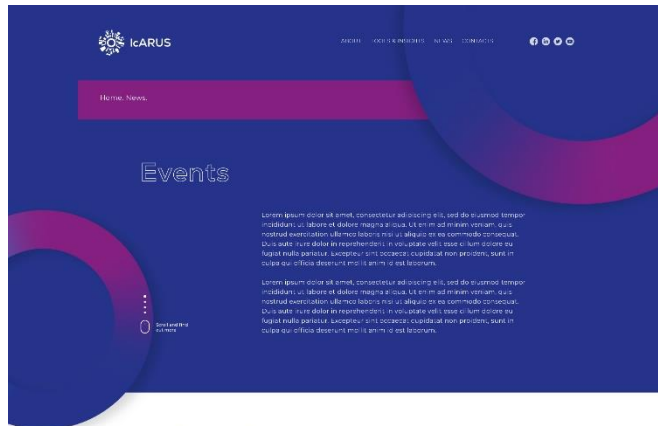 IcARUS
ABOUT TOOLS & INSIGHTS NEWS CONTACTS
Home. News.
Events
Lorem ipsum dolor sit amet, consectetur adipiscing elit, sed do eiusmod tempor
incididunt ut labore et dolore magna aliqua. Ut enim ad minim veniam, quis
nostrud exercitation ullamco laboris nisi ut aliquip ex ea commodo consequat.
Duis aute irure dolor in reprehenderit in voluptate velit esse cillum dolore eu
fugiat nulla pariatur. Excepteur sint occaecat cupidatat non proident, sunt in
culpa qui officia deserunt mollit anim id est laborum.
Lorem ipsum dolor sit amet, consectetur adipiscing elit, sed do eiusmod tempor
incididunt ut labore et dolore magna aliqua. Ut enim ad minim veniam, quis
nostrud exercitation ullamco laboris nisi ut aliquip ex ea commodo consequat.
Duis aute irure dolor in reprehenderit in voluptate velit esse cillum dolore eu
fugiat nulla pariatur. Excepteur sint occaecat cupidatat non proident, sunt in
culpa qui officia deserunt mollit anim id est laborum.
Scroll and find
out more